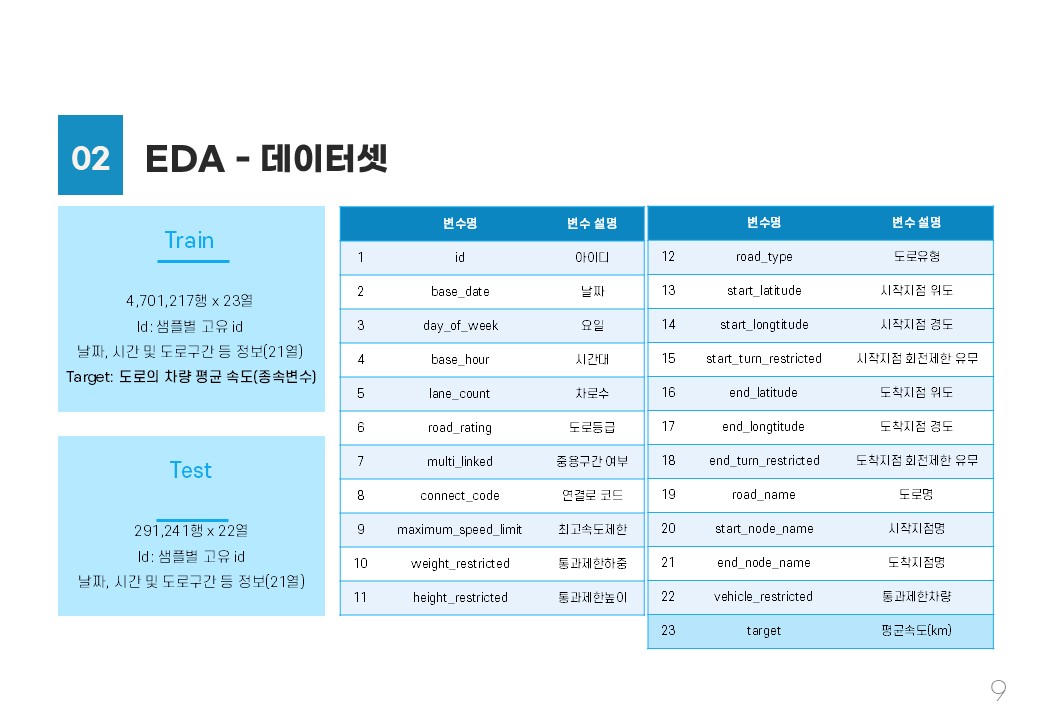 02
EDA - 데이터셋
Train
4,701,217행 x 23열
Id: 샘플별 고유 id
날짜, 시간 및 도로구간 등 정보(21열)
Target: 도로의 차량 평균 속도(종속변수)
Test
291,241행 x 22열
Id: 샘플별 고유 id
날짜, 시간 및 도로구간 등 정보(21열)
변수명 변수 설명
1 id 아이디
2 base_date 날짜
3 day_of_week 요일
4 base_hour 시간대
5 lane_count 차로수
6 road_rating 도로등급
7 multi_linked 중용구간 여부
8 connect_code 연결로 코드
9 maximum_speed_limit 최고속도제한
10 weight_restricted 통과제한하중
11 height_restricted 통과제한높이
변수명 변수 설명
12 road_type 도로유형
13 start_latitude 시작지점 위도
14 start_longtitude 시작지점 경도
15 start_turn_restricted 시작지점 회전제한 유무
16 end_latitude 도착지점 위도
17 end_longtitude 도착지점 경도
18 end_turn_restricted 도착지점 회전제한 유무
19 road_name 도로명
20 start_node_name 시작지점명
21 end_node_name 도착지점명
22 vehicle_restricted 통과제한차량
23 target 평균속도(km)
9